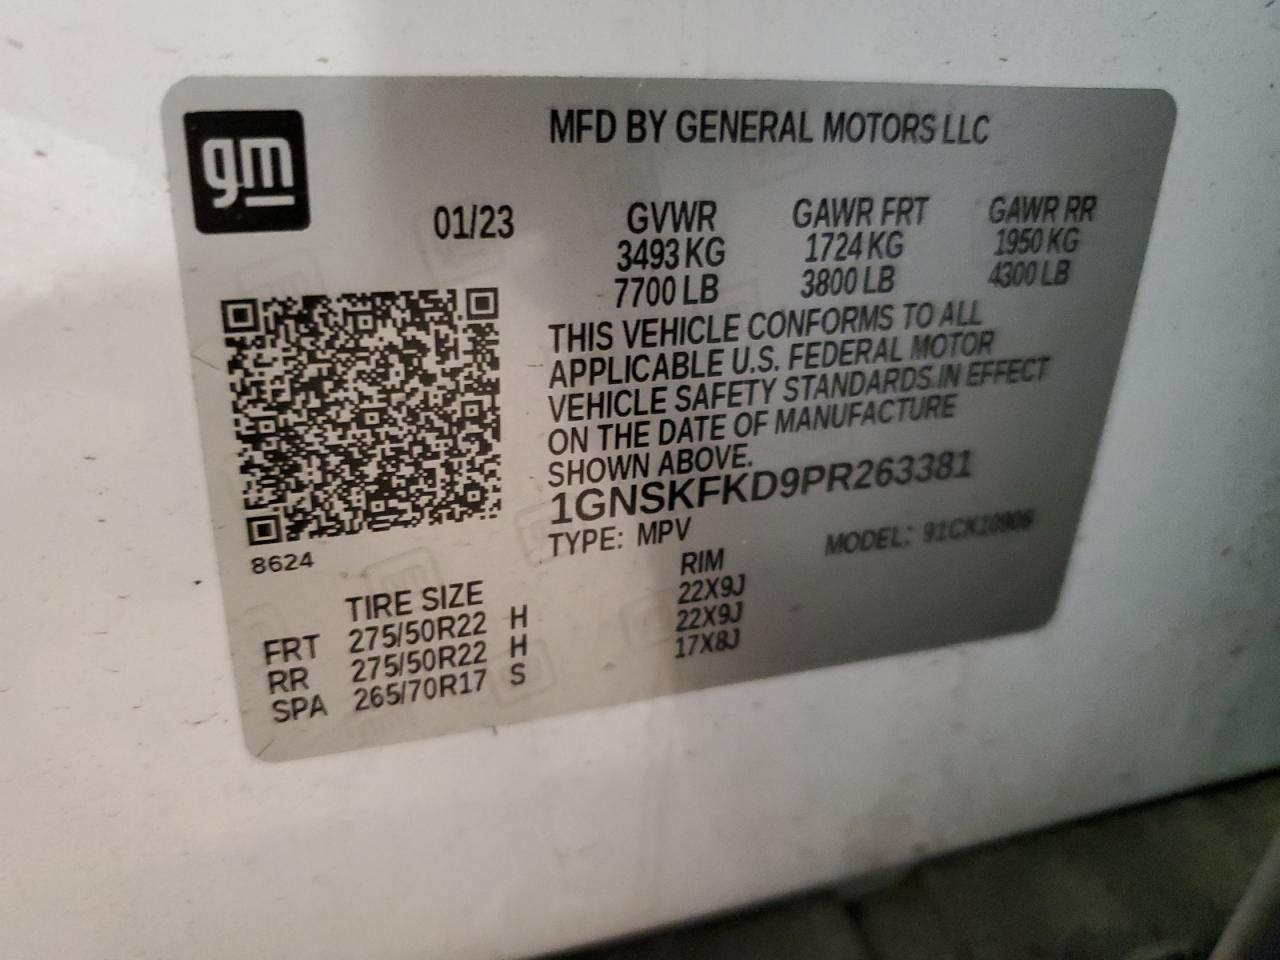 gm
MFD BY GENERAL MOTORS LLC
01/23 GVWR GAWR FRT GAWR RR
3493 KG 1724 KG 1950 KG
7700 LB 3800 LB 4300 LB
THIS VEHICLE CONFORMS TO ALL
APPLICABLE U.S. FEDERAL MOTOR
VEHICLE SAFETY STANDARDS IN EFFECT
ON THE DATE OF MANUFACTURE
SHOWN ABOVE.
1GNSKFKD9PR263381
TYPE: MPV MODEL: 91CK10906
8624
TIRE SIZE RIM
FRT 275/50R22 H 22X9J
RR 275/50R22 H 22X9J
SPA 265/70R17 S 17X8J